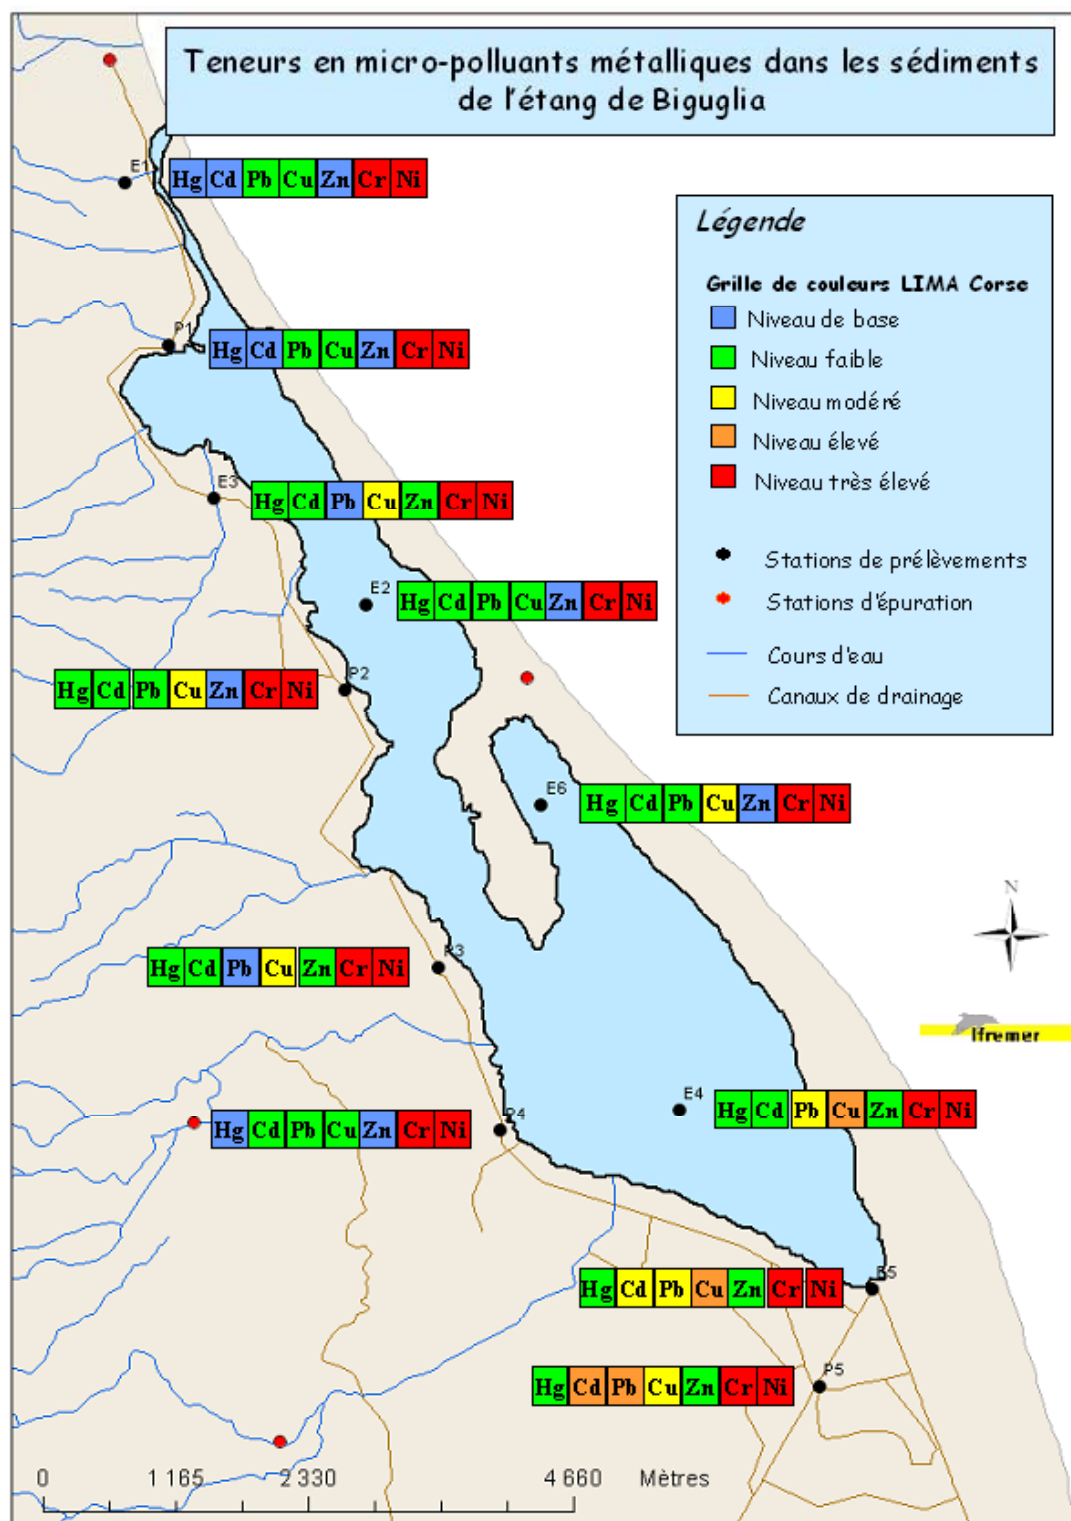 Teneurs en micro-polluants métalliques dans les sédiments
de l'étang de Biguglia
E1
Hg Cd Pb Cu Zn Cr Ni
Légende
Grille de couleurs LIMA Corse
Niveau de base
Niveau faible
Niveau modéré
Niveau élevé
Niveau très élevé
Stations de prélèvements
Stations d'épuration
Cours d'eau
Canaux de drainage
P1
Hg Cd Pb Cu Zn Cr Ni
E3
Hg Cd Pb Cu Zn Cr Ni
E2
Hg Cd Pb Cu Zn Cr Ni
P2
Hg Cd Pb Cu Zn Cr Ni
E6
Hg Cd Pb Cu Zn Cr Ni
N
P3
Hg Cd Pb Cu Zn Cr Ni
Ifremer
E4
Hg Cd Pb Cu Zn Cr Ni
P4
Hg Cd Pb Cu Zn Cr Ni
E5
Hg Cd Pb Cu Zn Cr Ni
P5
Hg Cd Pb Cu Zn Cr Ni
0 1 165 2 330 4 660 Mètres